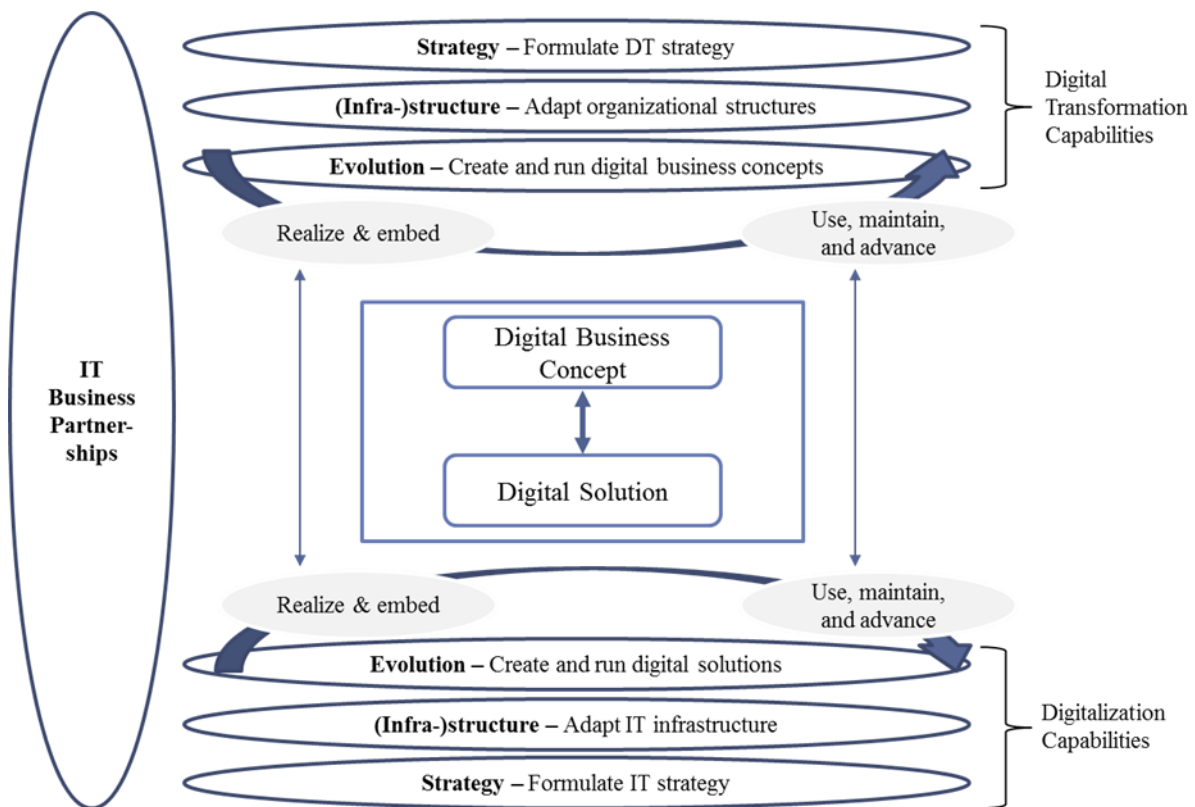 Strategy – Formulate DT strategy
(Infra-)structure – Adapt organizational structures
Evolution – Create and run digital business concepts
Digital
Transformation
Capabilities
Realize & embed
Use, maintain,
and advance
IT
Business
Partner-
ships
Digital Business
Concept
Digital Solution
Realize & embed
Use, maintain,
and advance
Evolution – Create and run digital solutions
(Infra-)structure – Adapt IT infrastructure
Strategy – Formulate IT strategy
Digitalization
Capabilities